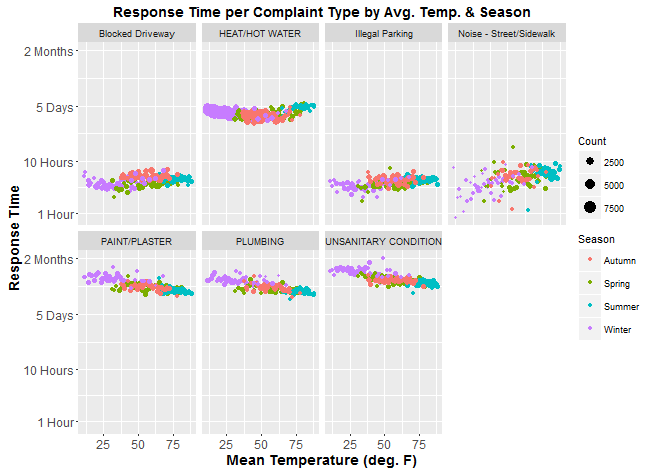 Response Time per Complaint Type by Avg. Temp. & Season
Blocked Driveway
HEAT/HOT WATER
Illegal Parking
Noise - Street/Sidewalk
2 Months
5 Days
10 Hours
1 Hour
PAINT/PLASTER
PLUMBING
UNSANITARY CONDITION
2 Months
5 Days
10 Hours
1 Hour
25 50 75
25 50 75
25 50 75
Mean Temperature (deg. F)
Response Time
Count
2500
5000
7500
Season
Autumn
Spring
Summer
Winter